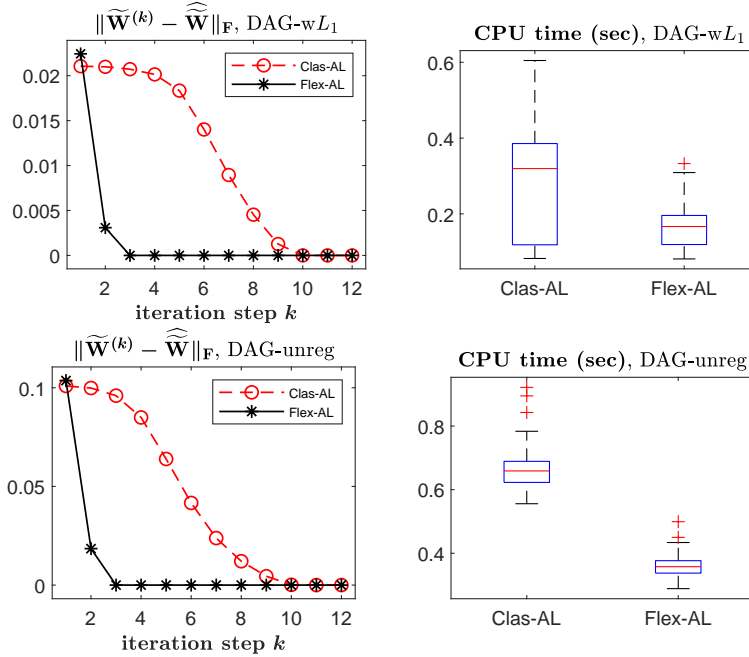 ‖W̃⁽ᵏ⁾ − Ŵ̃‖_F, DAG-wL₁
0.02
0.015
0.01
0.005
0
2 4 6 8 10 12
iteration step k
Clas-AL
Flex-AL
CPU time (sec), DAG-wL₁
0.6
0.4
0.2
Clas-AL Flex-AL
‖W̃⁽ᵏ⁾ − Ŵ̃‖_F, DAG-unreg
0.1
0.05
0
2 4 6 8 10 12
iteration step k
Clas-AL
Flex-AL
CPU time (sec), DAG-unreg
0.8
0.6
0.4
Clas-AL Flex-AL